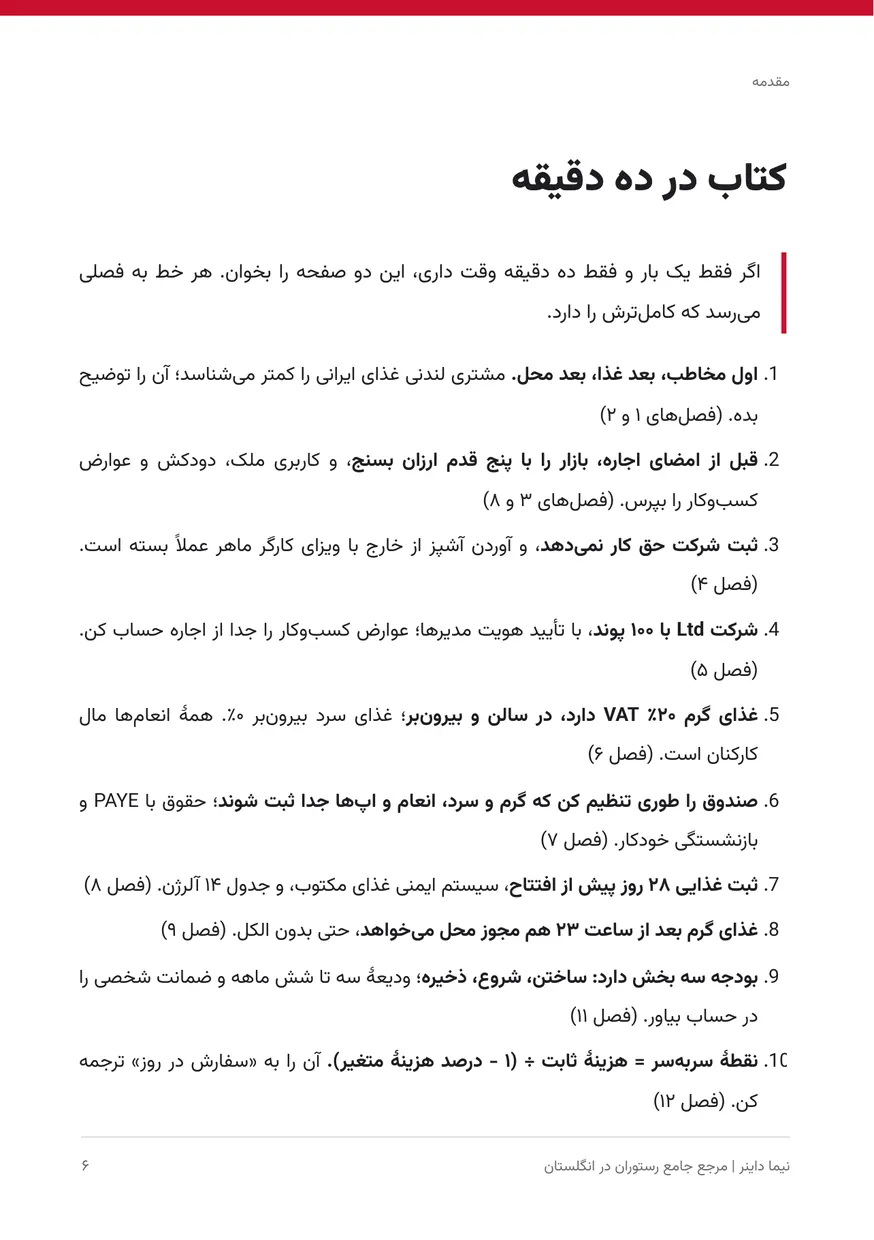 مقدمه
کتاب در ده دقیقه
اگر فقط یک بار و فقط ده دقیقه وقت داری، این دو صفحه را بخوان. هر خط به فصلی
می‌رسد که کامل‌ترش را دارد.
1. اول مخاطب، بعد غذا، بعد محل. مشتری لندنی غذای ایرانی را کمتر می‌شناسد؛ آن را توضیح
بده. (فصل‌های ۱ و ۲)
2. قبل از امضای اجاره، بازار را با پنج قدم ارزان بسنج، و کاربری ملک، دودکش و عوارض
کسب‌وکار را بپرس. (فصل‌های ۳ و ۸)
3. ثبت شرکت حق کار نمی‌دهد، و آوردن آشپز از خارج با ویزای کارگر ماهر عملاً بسته است.
(فصل ۴)
4. شرکت Ltd با ۱۰۰ پوند، با تأیید هویت مدیرها؛ عوارض کسب‌وکار را جدا از اجاره حساب کن.
(فصل ۵)
5. غذای گرم ۲۰٪ VAT دارد، در سالن و بیرون‌بر؛ غذای سرد بیرون‌بر ۰٪. همهٔ انعام‌ها مال
کارکنان است. (فصل ۶)
6. صندوق را طوری تنظیم کن که گرم و سرد، انعام و اپ‌ها جدا ثبت شوند؛ حقوق با PAYE و
بازنشستگی خودکار. (فصل ۷)
7. ثبت غذایی ۲۸ روز پیش از افتتاح، سیستم ایمنی غذای مکتوب، و جدول ۱۴ آلرژن. (فصل ۸)
8. غذای گرم بعد از ساعت ۲۳ هم مجوز محل می‌خواهد، حتی بدون الکل. (فصل ۹)
9. بودجه سه بخش دارد: ساختن، شروع، ذخیره؛ ودیعهٔ سه تا شش ماهه و ضمانت شخصی را
در حساب بیاور. (فصل ۱۱)
10. نقطهٔ سربه‌سر = هزینهٔ ثابت ÷ (۱ − درصد هزینهٔ متغیر). آن را به «سفارش در روز» ترجمه
کن. (فصل ۱۲)
نیما داینر | مرجع جامع رستوران در انگلستان
۶